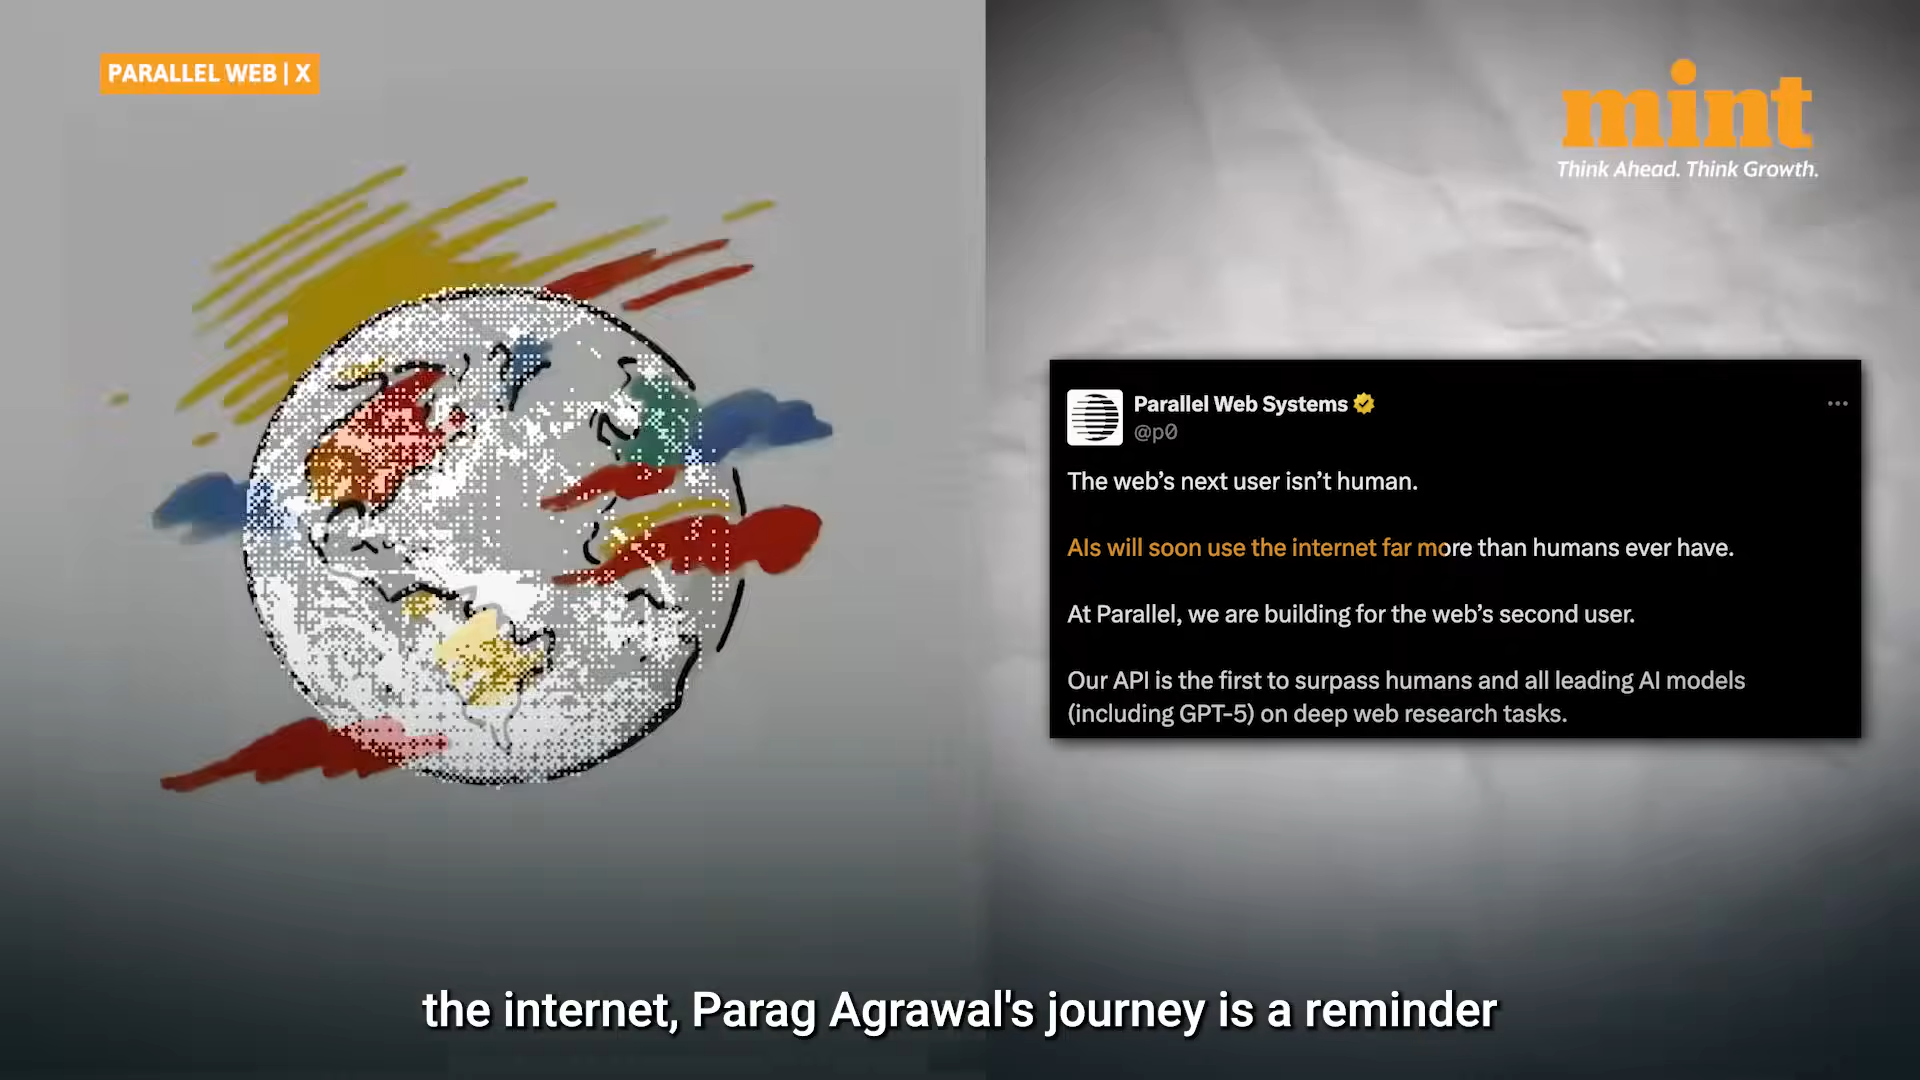 PARALLEL WEB | X
mint
Think Ahead. Think Growth.
Parallel Web Systems
@p0
The web’s next user isn’t human.
AIs will soon use the internet far more than humans ever have.
At Parallel, we are building for the web’s second user.
Our API is the first to surpass humans and all leading AI models
(including GPT-5) on deep web research tasks.
the internet, Parag Agrawal's journey is a reminder